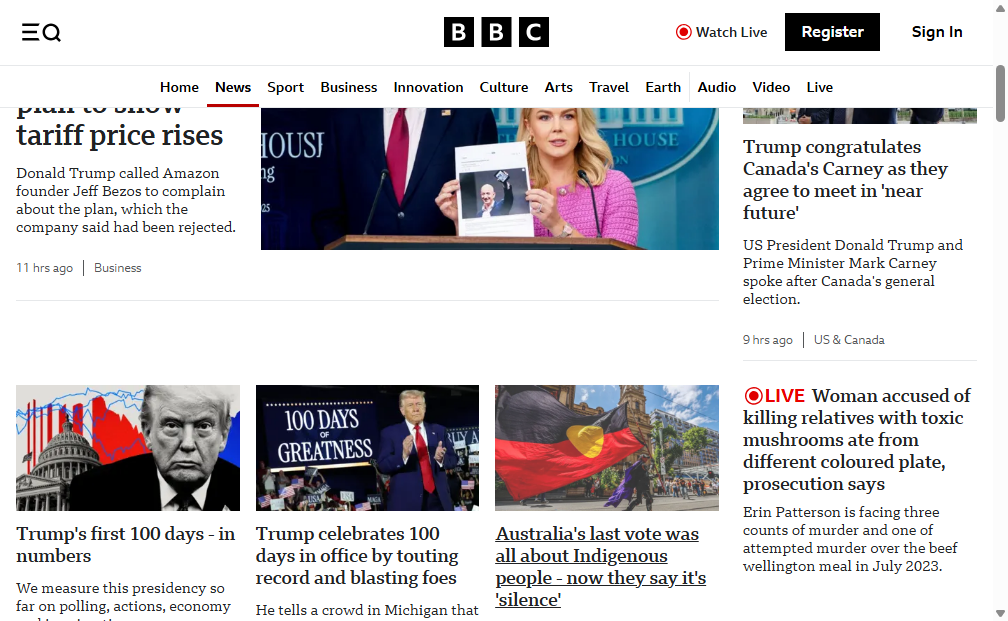 BBC
Watch Live
Register
Sign In
Home
News
Sport
Business
Innovation
Culture
Arts
Travel
Earth
Audio
Video
Live
plan to show
tariff price rises
Donald Trump called Amazon
founder Jeff Bezos to complain
about the plan, which the
company said had been rejected.
11 hrs ago
Business
HOUSE
Trump congratulates
Canada's Carney as they
agree to meet in 'near
future'
US President Donald Trump and
Prime Minister Mark Carney
spoke after Canada's general
election.
9 hrs ago
US & Canada
100 DAYS
OF
GREATNESS
Trump's first 100 days - in
numbers
We measure this presidency so
far on polling, actions, economy
Trump celebrates 100
days in office by touting
record and blasting foes
He tells a crowd in Michigan that
Australia's last vote was
all about Indigenous
people - now they say it's
'silence'
LIVE Woman accused of
killing relatives with toxic
mushrooms ate from
different coloured plate,
prosecution says
Erin Patterson is facing three
counts of murder and one of
attempted murder over the beef
wellington meal in July 2023.